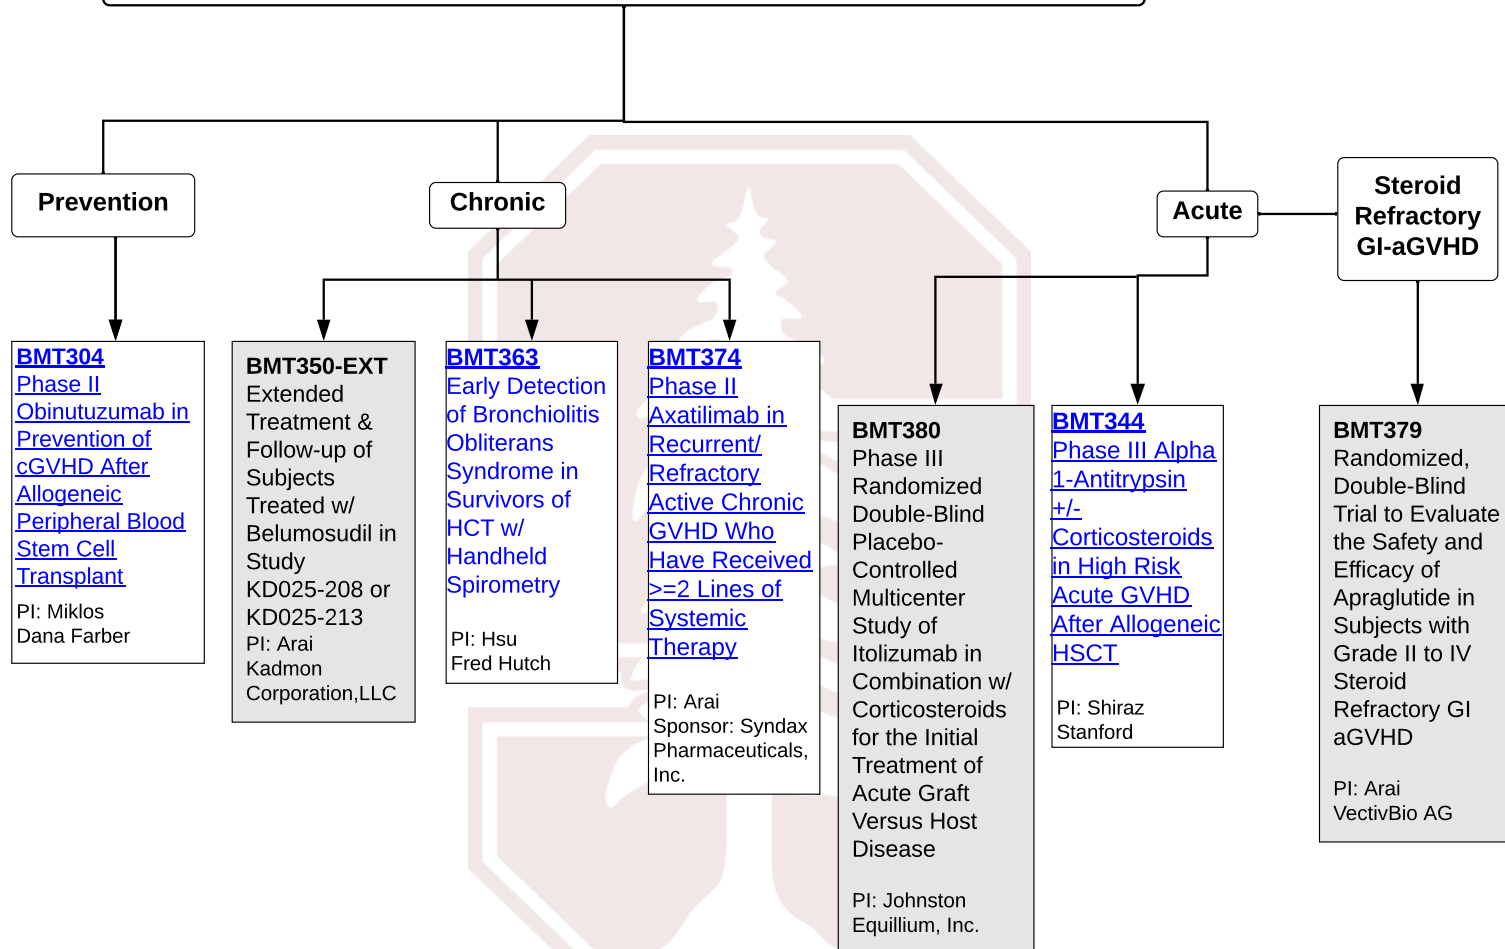 Prevention
Chronic
Acute
Steroid
Refractory
GI-aGVHD
BMT304
Phase II
Obinutuzumab in
Prevention of
cGVHD After
Allogeneic
Peripheral Blood
Stem Cell
Transplant
PI: Miklos
Dana Farber
BMT350-EXT
Extended
Treatment &
Follow-up of
Subjects
Treated w/
Belumosudil in
Study
KD025-208 or
KD025-213
PI: Arai
Kadmon
Corporation,LLC
BMT363
Early Detection
of Bronchiolitis
Obliterans
Syndrome in
Survivors of
HCT w/
Handheld
Spirometry
PI: Hsu
Fred Hutch
BMT374
Phase II
Axatilimab in
Recurrent/
Refractory
Active Chronic
GVHD Who
Have Received
>=2 Lines of
Systemic
Therapy
PI: Arai
Sponsor: Syndax
Pharmaceuticals,
Inc.
BMT380
Phase III
Randomized
Double-Blind
Placebo-
Controlled
Multicenter
Study of
Itolizumab in
Combination w/
Corticosteroids
for the Initial
Treatment of
Acute Graft
Versus Host
Disease
PI: Johnston
Equillium, Inc.
BMT344
Phase III Alpha
1-Antitrypsin
+/-
Corticosteroids
in High Risk
Acute GVHD
After Allogeneic
HSCT
PI: Shiraz
Stanford
BMT379
Randomized,
Double-Blind
Trial to Evaluate
the Safety and
Efficacy of
Apraglutide in
Subjects with
Grade II to IV
Steroid
Refractory GI
aGVHD
PI: Arai
VectivBio AG